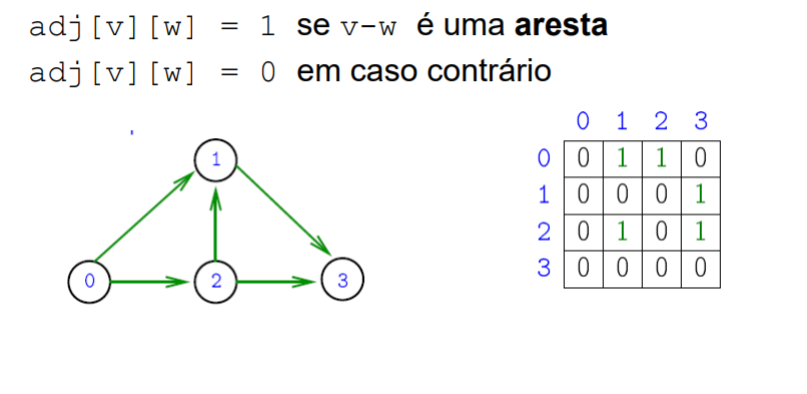 adj[v][w] = 1 se v-w é uma aresta
adj[v][w] = 0 em caso contrário
0 1 2 3
0 0 1 1 0
1 0 0 0 1
2 0 1 0 1
3 0 0 0 0
1
0 2 3